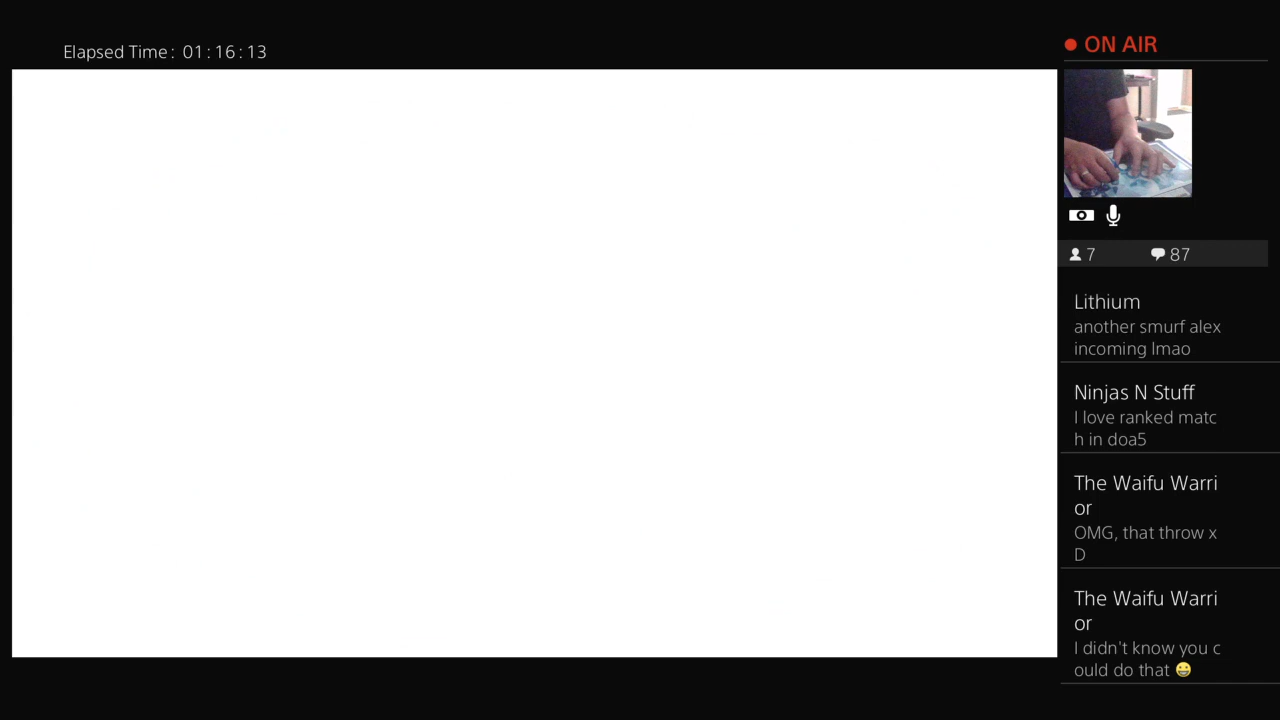 Elapsed Time: 01:16:13
ON AIR
7
87
Lithium
another smurf alex
incoming lmao
Ninjas N Stuff
I love ranked matc
h in doa5
The Waifu Warri
or
OMG, that throw x
D
The Waifu Warri
or
I didn't know you c
ould do that 😀